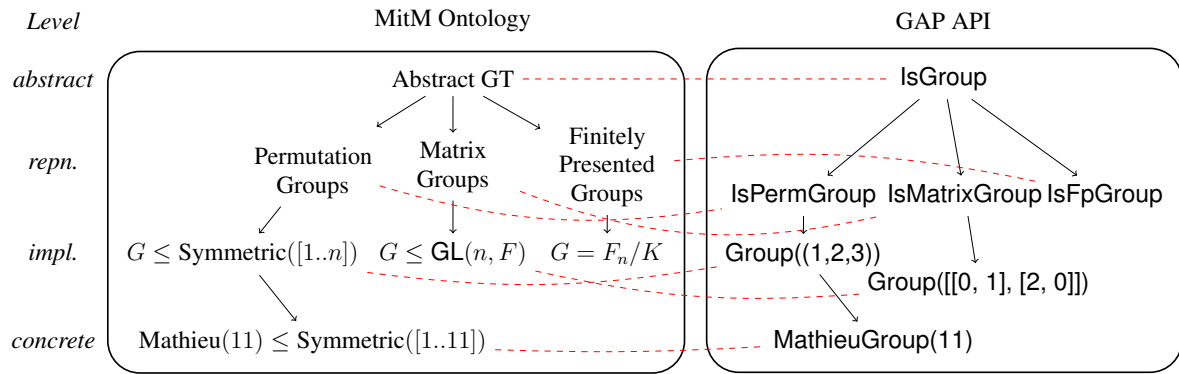 Level MitM Ontology GAP API
abstract Abstract GT IsGroup
repn. Permutation Groups Matrix Groups Finitely Presented Groups IsPermGroup IsMatrixGroup IsFpGroup
impl. G ≤ Symmetric([1..n]) G ≤ GL(n, F) G = Fₙ/K Group((1,2,3))
Group([[0, 1], [2, 0]])
concrete Mathieu(11) ≤ Symmetric([1..11]) MathieuGroup(11)